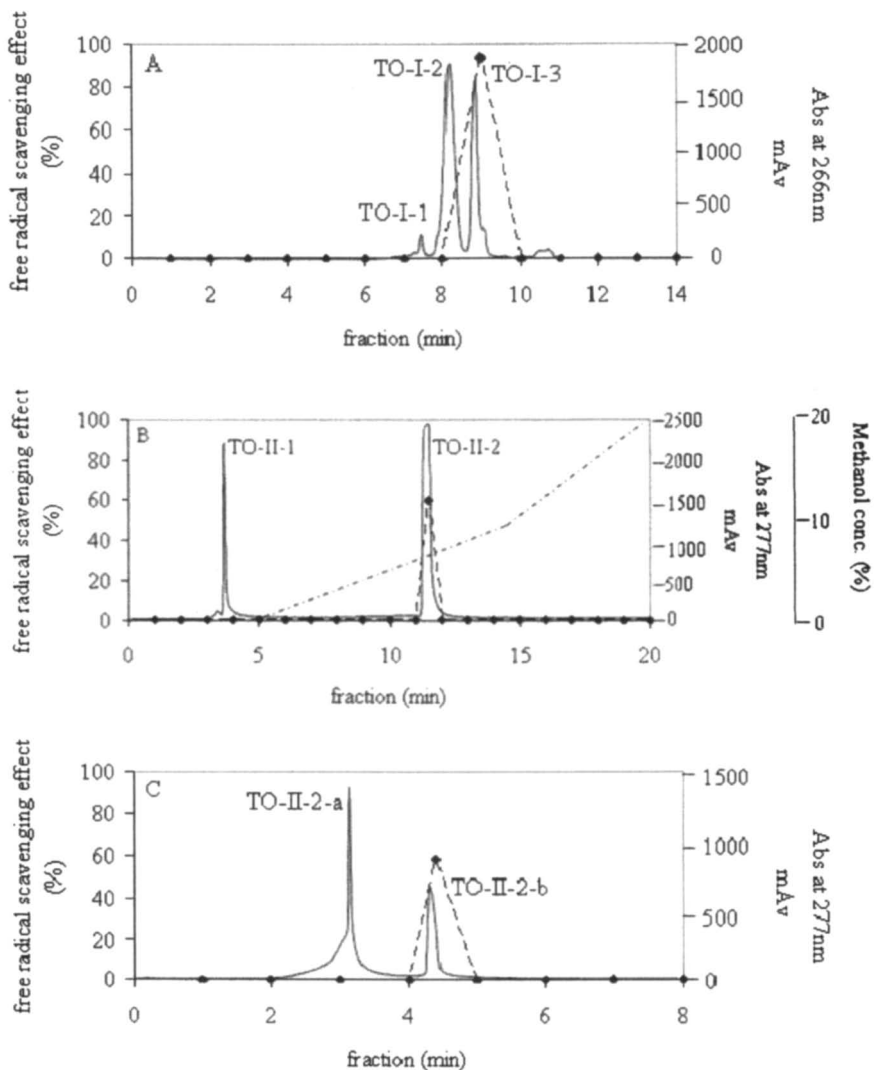 A
free radical scavenging effect
(%)
100
80
60
40
20
0
TO-I-1
TO-I-2
TO-I-3
2000
1500
1000
500
0
Abs at 266nm
mAv
0 2 4 6 8 10 12 14
fraction (min)
B
free radical scavenging effect
(%)
100
80
60
40
20
0
TO-II-1
TO-II-2
2500
2000
1500
1000
500
0
Abs at 277nm
mAv
20
10
0
Methanol conc. (%)
0 5 10 15 20
fraction (min)
C
free radical scavenging effect
(%)
100
80
60
40
20
0
TO-II-2-a
TO-II-2-b
1500
1000
500
0
Abs at 277nm
mAv
0 2 4 6 8
fraction (min)